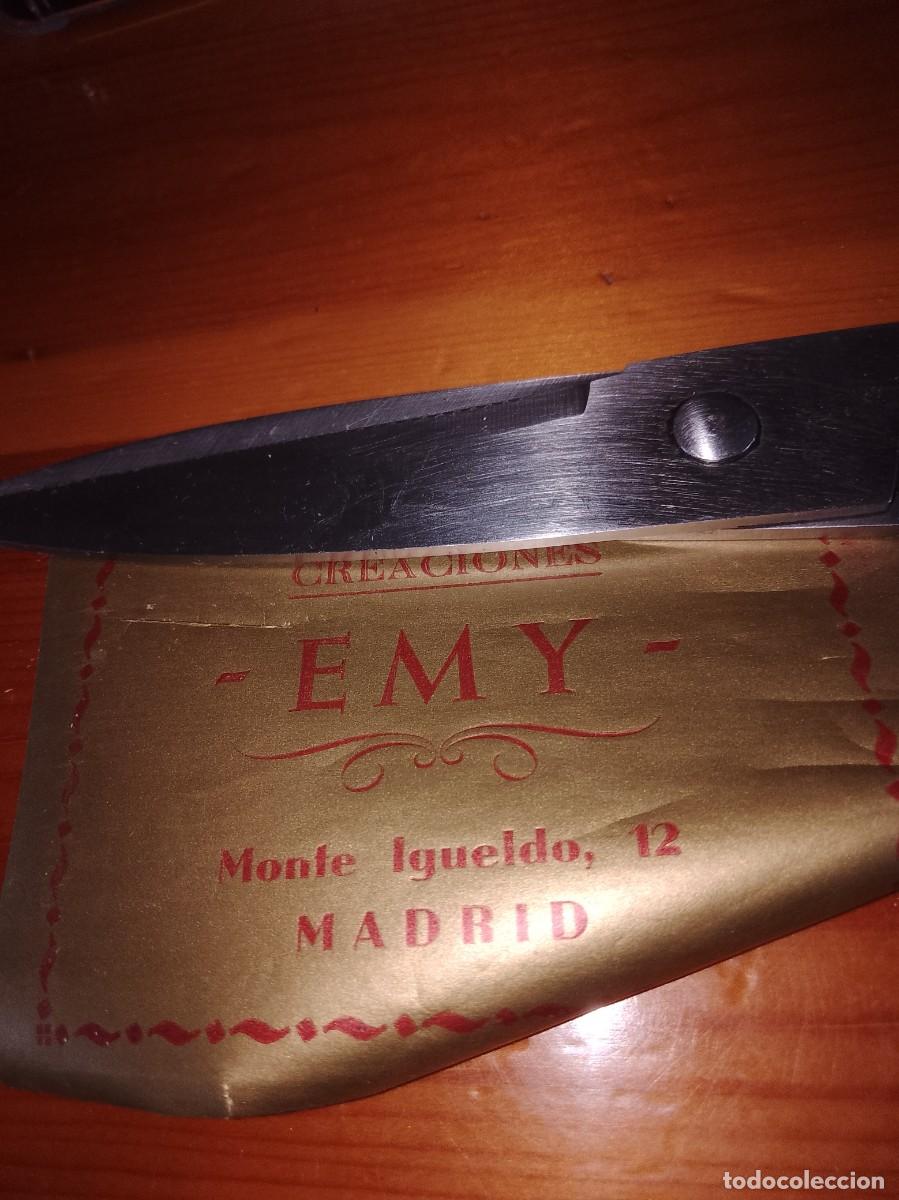 CREACIONES
- EMY -
Monte Igueldo, 12
MADRID
todocoleccion